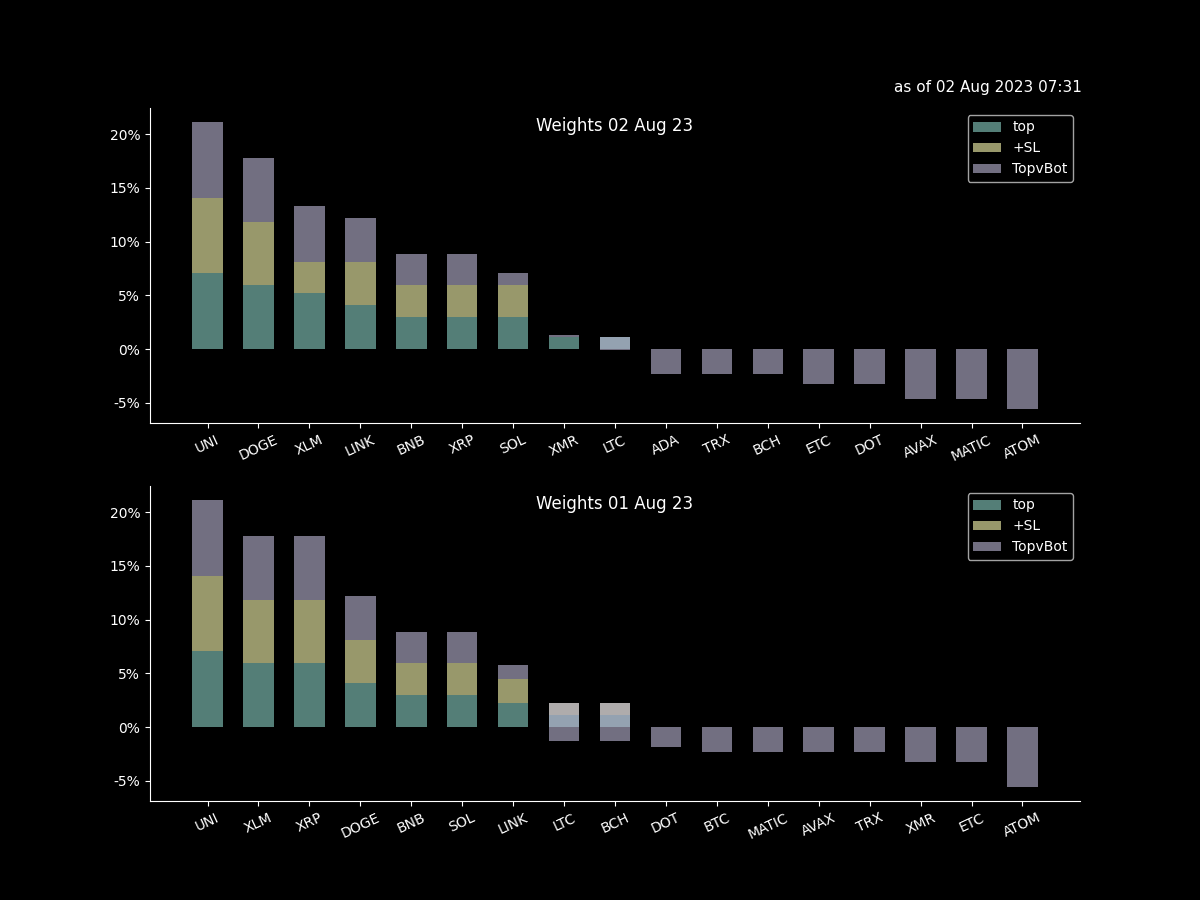 as of 02 Aug 2023 07:31
Weights 02 Aug 23
top
+SL
TopvBot
20%
15%
10%
5%
0%
-5%
UNI DOGE XLM LINK BNB XRP SOL XMR LTC ADA TRX BCH ETC DOT AVAX MATIC ATOM
Weights 01 Aug 23
top
+SL
TopvBot
20%
15%
10%
5%
0%
-5%
UNI XLM XRP DOGE BNB SOL LINK LTC BCH DOT BTC MATIC AVAX TRX XMR ETC ATOM